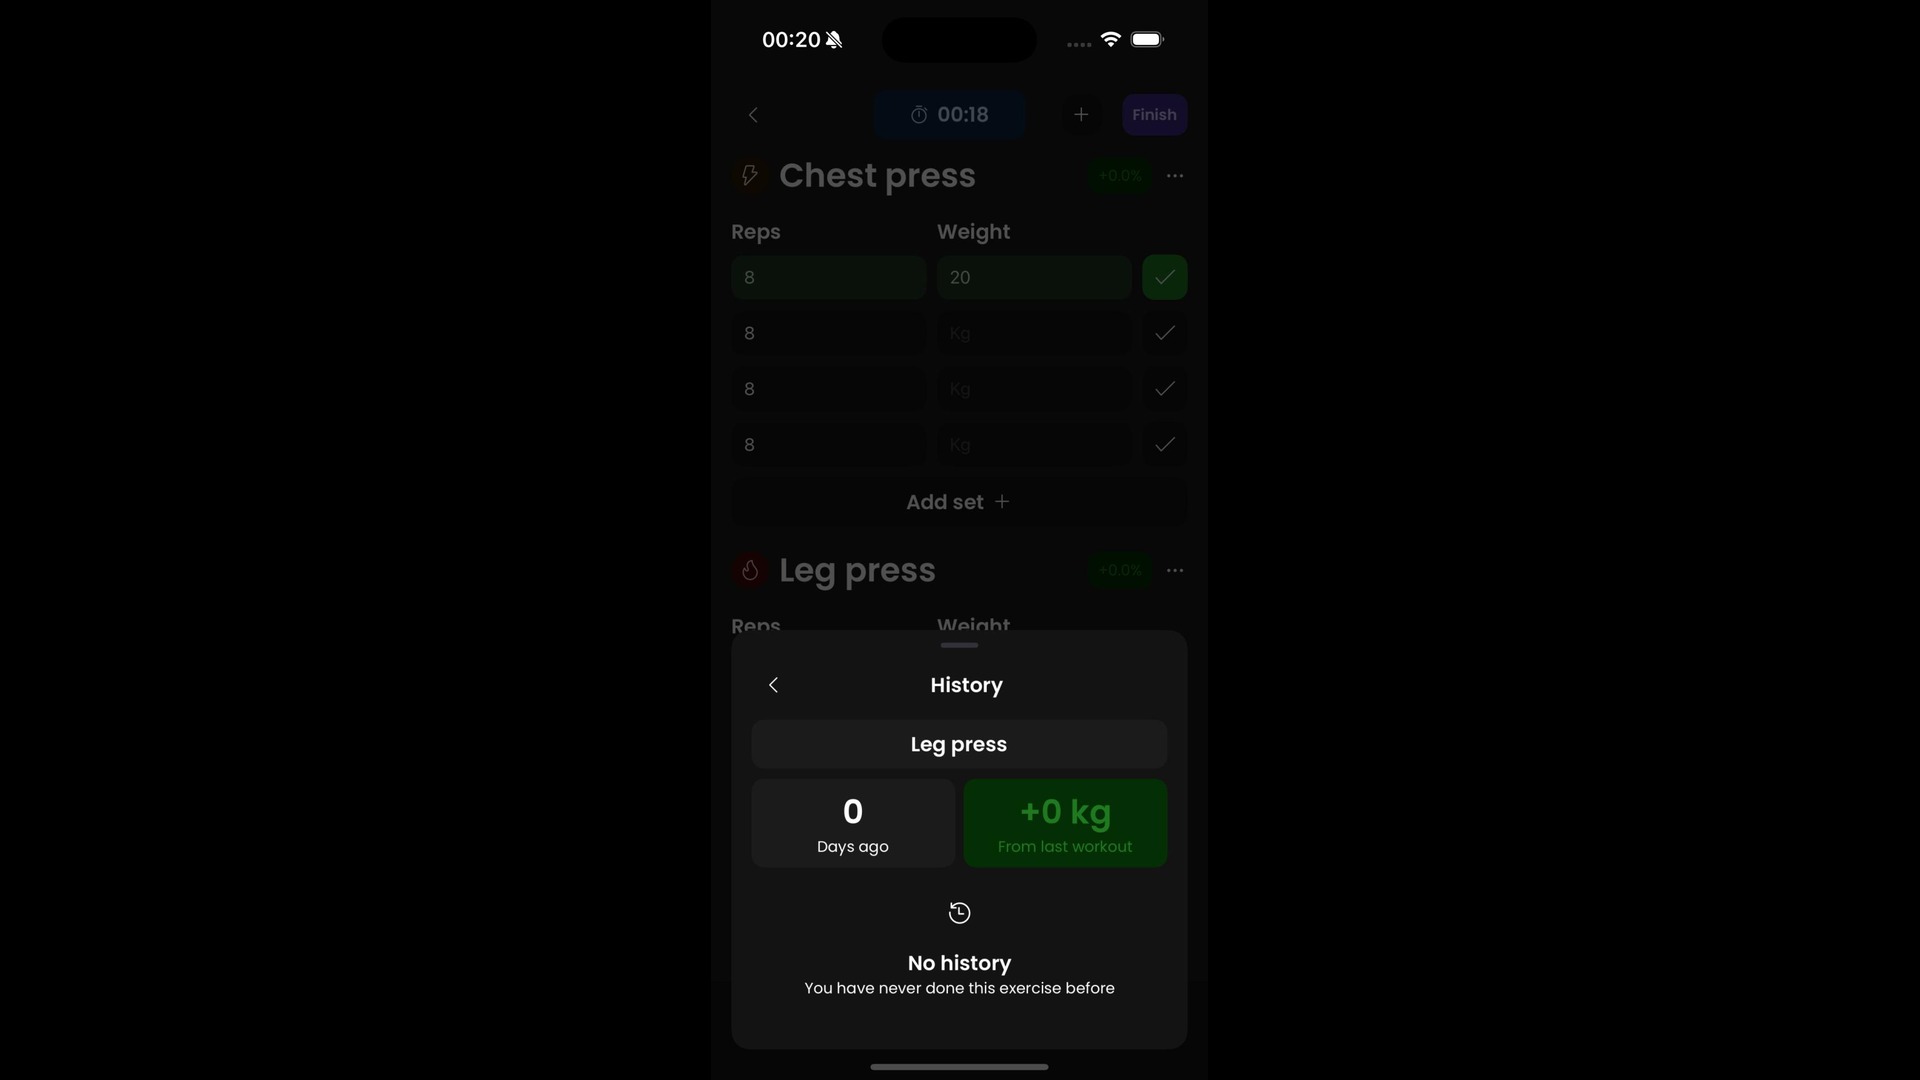 00:20
00:18
Finish
Chest press
+0.0%
Reps Weight
8 20
8 Kg
8 Kg
8 Kg
Add set +
Leg press
+0.0%
Reps Weight
History
Leg press
0
Days ago
+0 kg
From last workout
No history
You have never done this exercise before